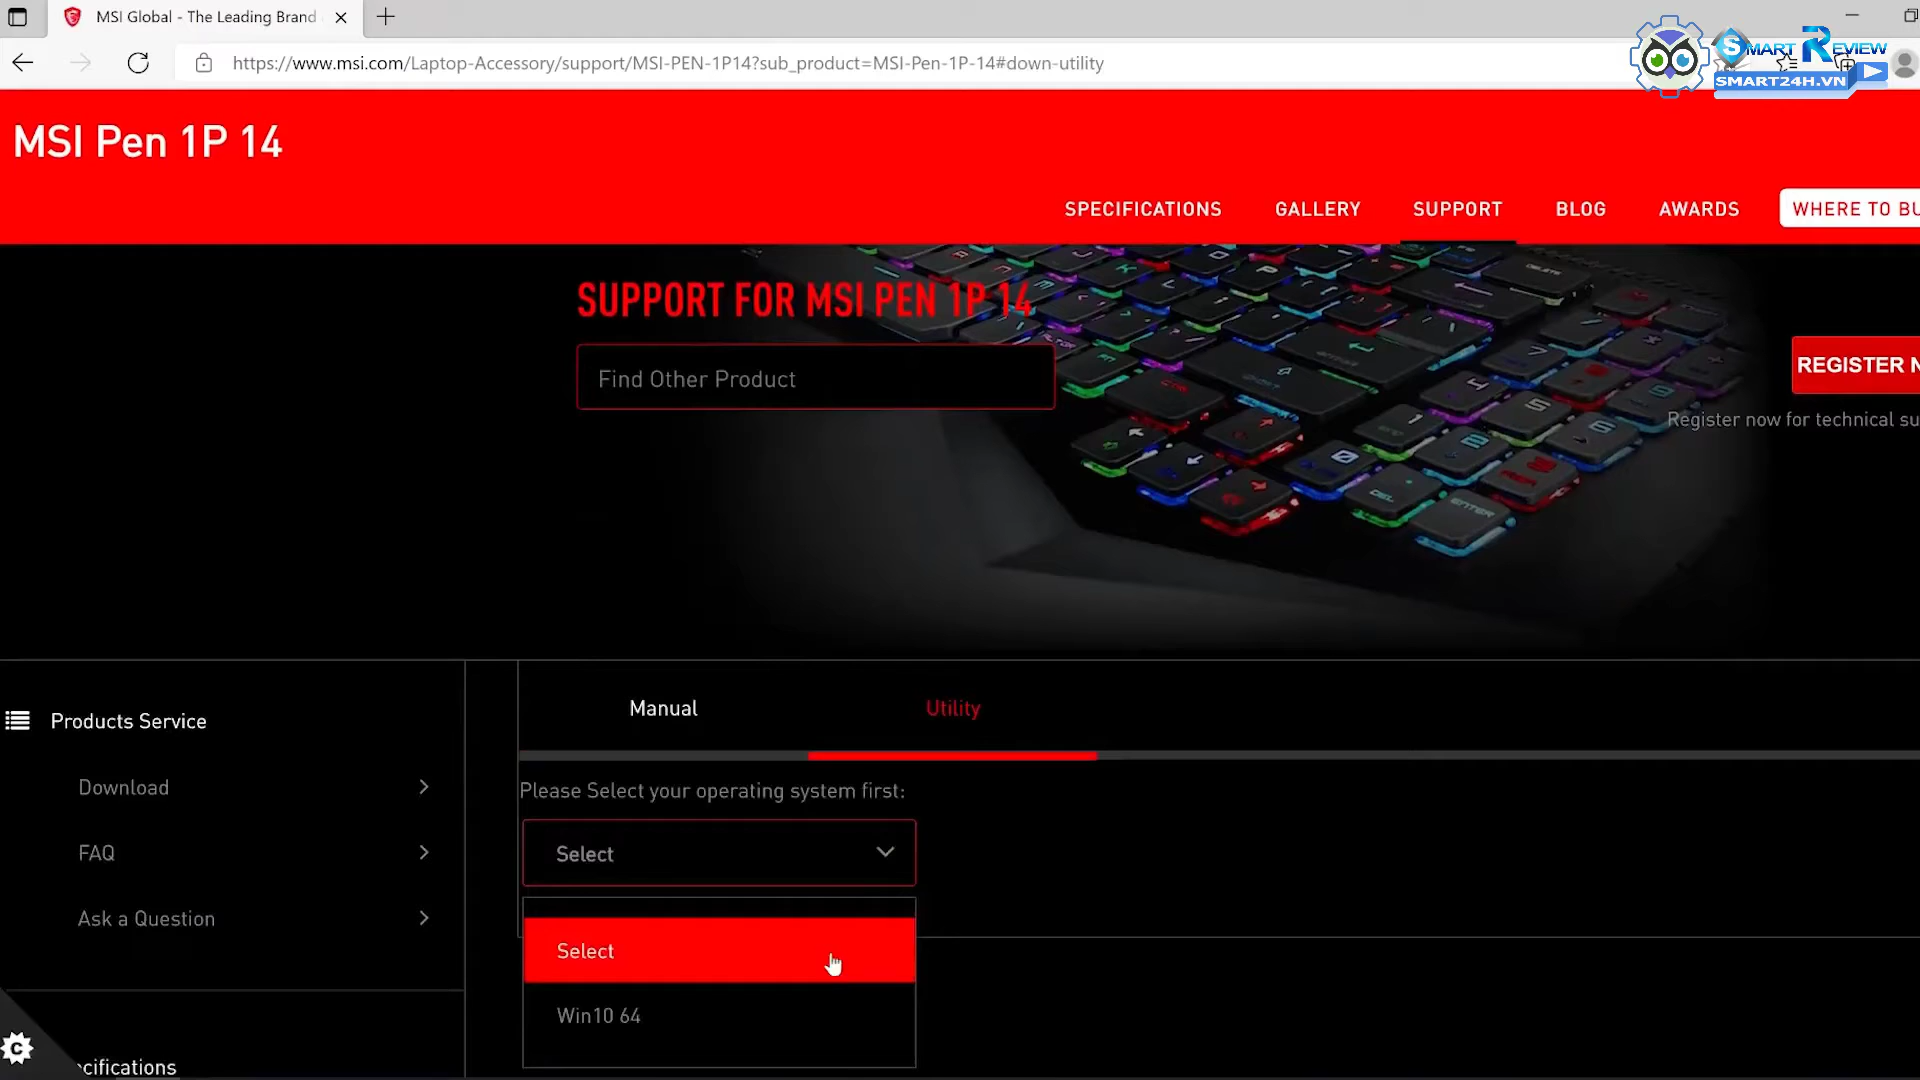 MSI Global - The Leading Brand
https://www.msi.com/Laptop-Accessory/support/MSI-PEN-1P14?sub_product=MSI-Pen-1P-14#down-utility
SMART REVIEW
SMART24H.VN
MSI Pen 1P 14
SPECIFICATIONS
GALLERY
SUPPORT
BLOG
AWARDS
WHERE TO BU
SUPPORT FOR MSI PEN 1P 14
Find Other Product
REGISTER N
Register now for technical su
Products Service
Download
FAQ
Ask a Question
cifications
Manual
Utility
Please Select your operating system first:
Select
Select
Win10 64